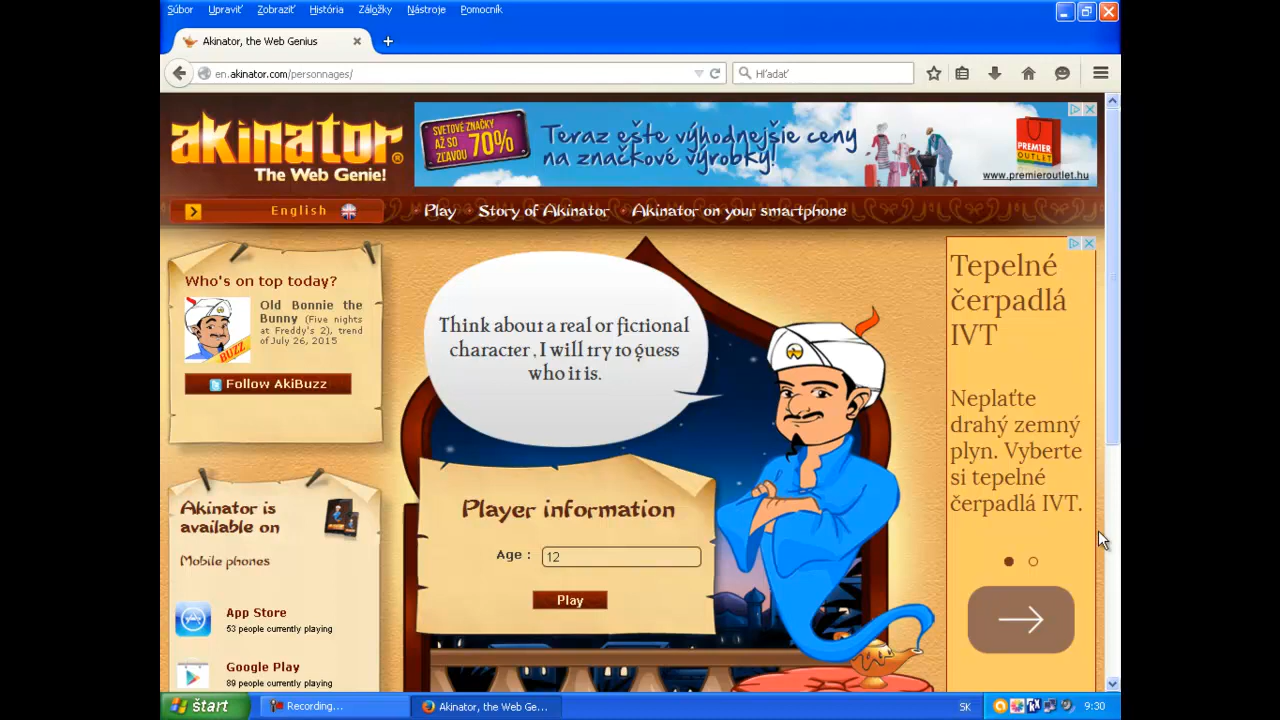 Súbor Upraviť Zobraziť História Záložky Nástroje Pomocník
Akinator, the Web Genius
en.akinator.com/personnages/
Hľadať
akinator®
The Web Genie!
SVETOVÉ ZNAČKY
AŽ SO 70%
ZĽAVOU
Teraz ešte výhodnejšie ceny
na značkové výrobky!
PREMIER
OUTLET
www.premieroutlet.hu
English
Play
Story of Akinator
Akinator on your smartphone
Who's on top today?
Old Bonnie the
Bunny (Five nights
at Freddy's 2), trend
of July 26, 2015
BUZZ
Follow AkiBuzz
Think about a real or fictional
character , I will try to guess
who it is.
Tepelné
čerpadlá
IVT
Neplaťte
drahý zemný
plyn. Vyberte
si tepelné
čerpadlá IVT.
Player information
Age : 12
Play
Akinator is
available on
Mobile phones
App Store
53 people currently playing
Google Play
89 people currently playing
štart
Recording...
Akinator, the Web Ge...
SK
9:30